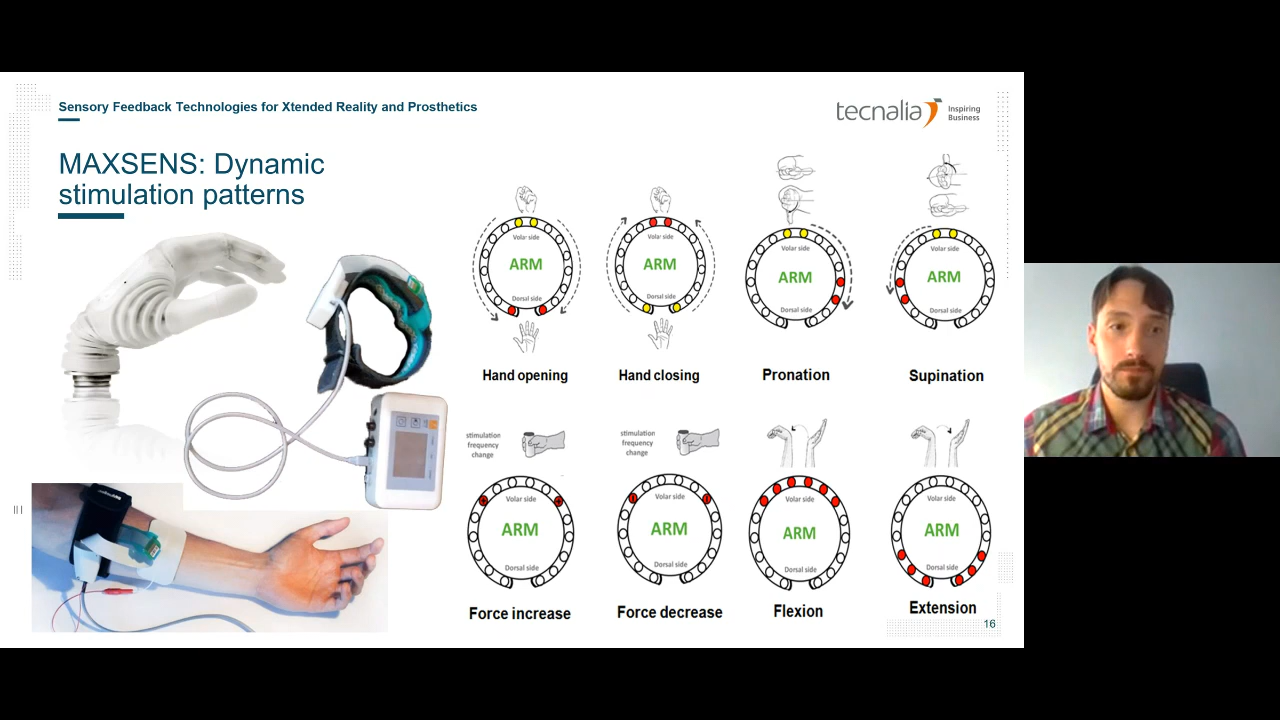 Sensory Feedback Technologies for Xtended Reality and Prosthetics
tecnalia
Inspiring
Business
MAXSENS: Dynamic
stimulation patterns
Volar side
ARM
Dorsal side
Hand opening
Volar side
ARM
Dorsal side
Hand closing
Volar side
ARM
Dorsal side
Pronation
Volar side
ARM
Dorsal side
Supination
stimulation
frequency
change
Volar side
ARM
Dorsal side
Force increase
stimulation
frequency
change
Volar side
ARM
Dorsal side
Force decrease
Volar side
ARM
Dorsal side
Flexion
Volar side
ARM
Dorsal side
Extension
16